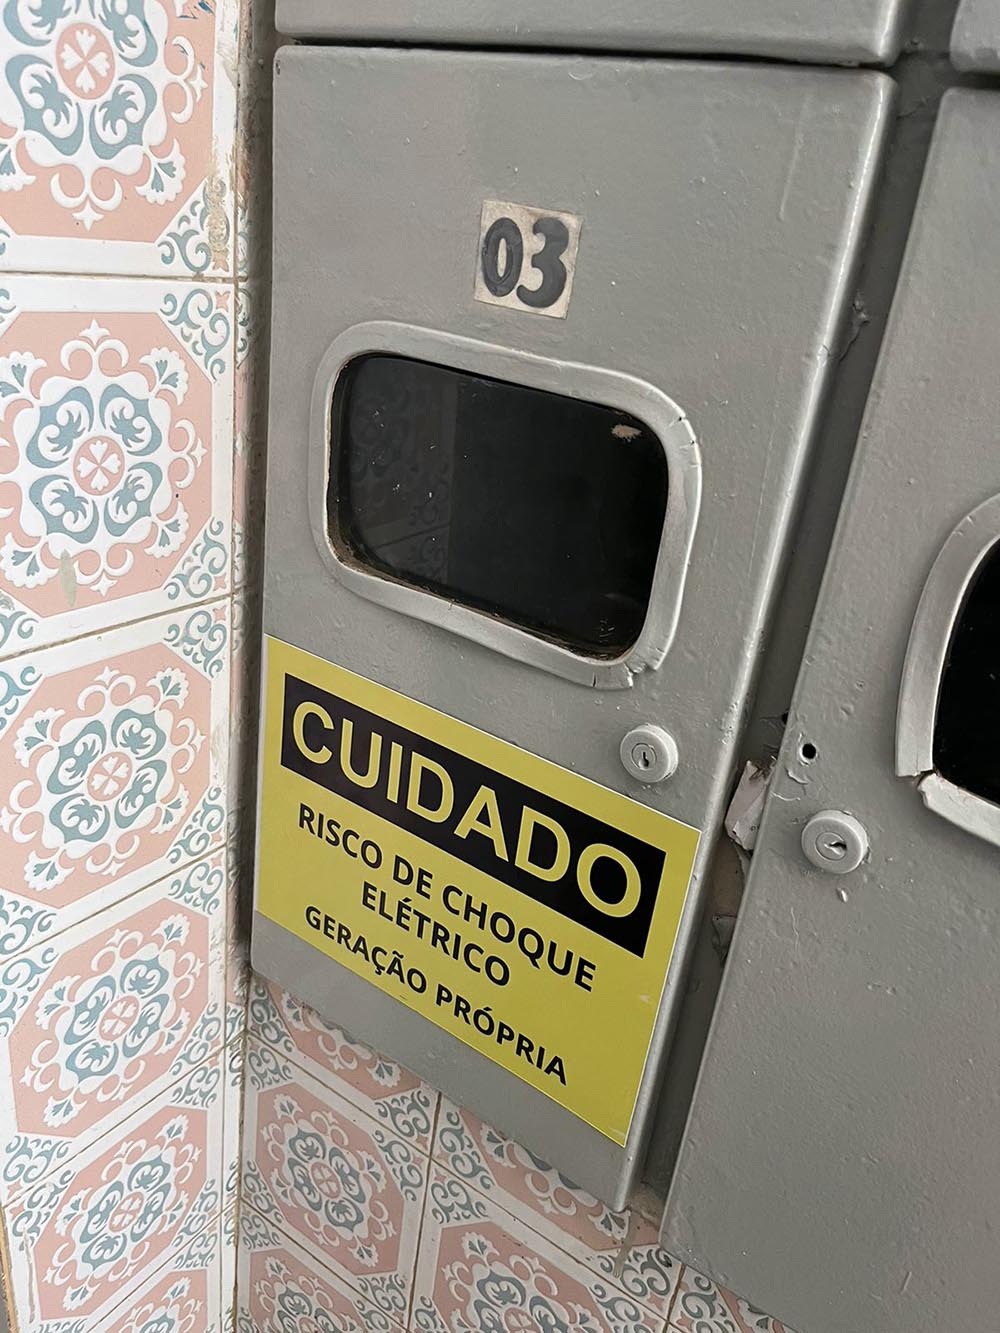 03
CUIDADO
RISCO DE CHOQUE
ELÉTRICO
GERAÇÃO PRÓPRIA